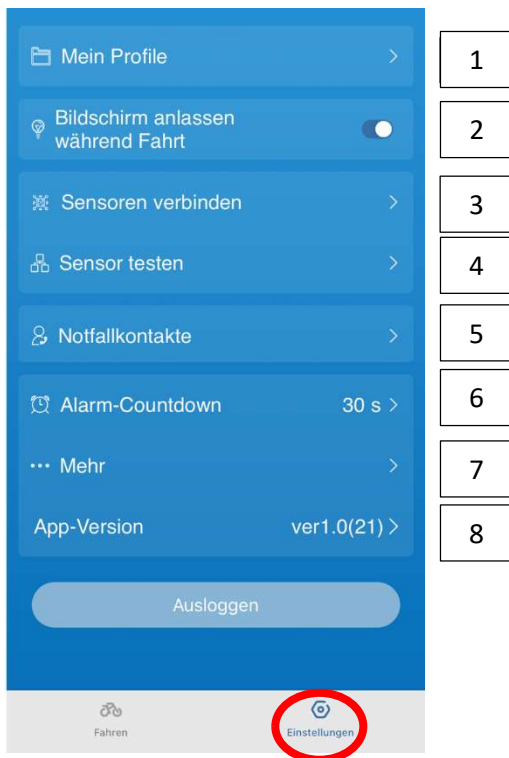 Mein Profile
1
Bildschirm anlassen
während Fahrt
2
Sensoren verbinden
3
Sensor testen
4
Notfallkontakte
5
Alarm-Countdown 30 s
6
Mehr
7
App-Version ver1.0(21)
8
Ausloggen
Fahren Einstellungen